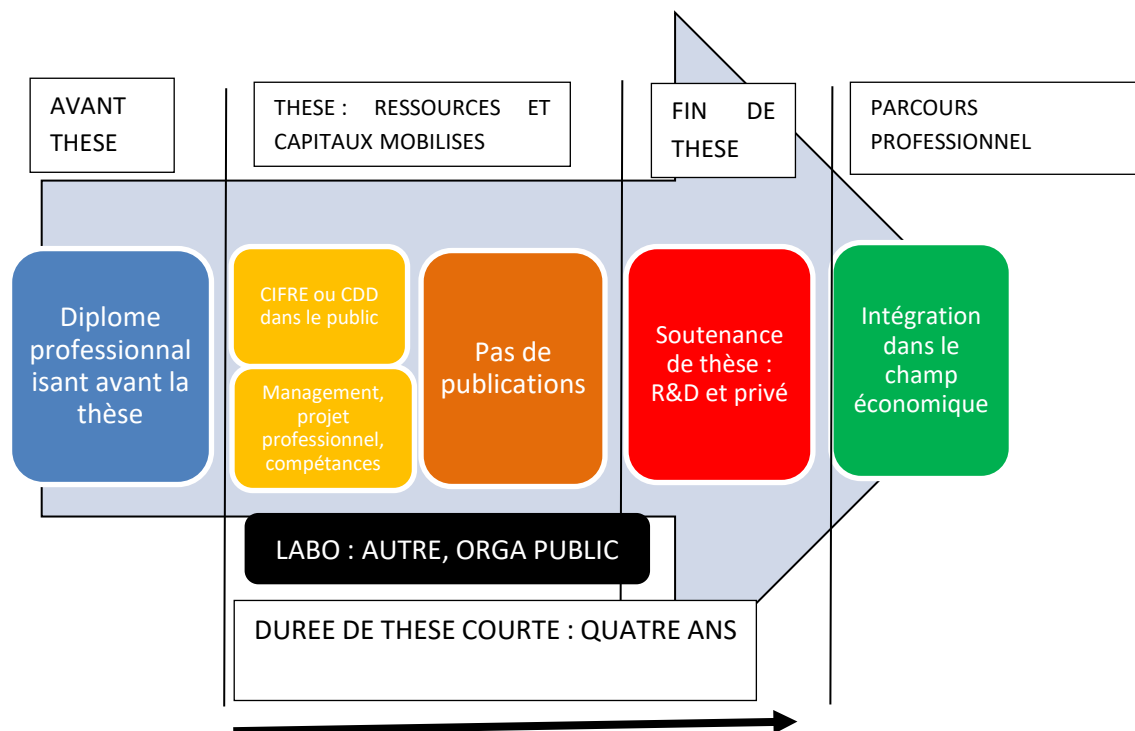 AVANT
THESE
THESE : RESSOURCES ET
CAPITAUX MOBILISES
FIN DE
THESE
PARCOURS
PROFESSIONNEL
Diplome
professionnal
isant avant la
thèse
CIFRE ou CDD
dans le public
Management,
projet
professionnel,
compétances
Pas de
publications
Soutenance
de thèse :
R&D et privé
Intégration
dans le
champ
économique
LABO : AUTRE, ORGA PUBLIC
DUREE DE THESE COURTE : QUATRE ANS